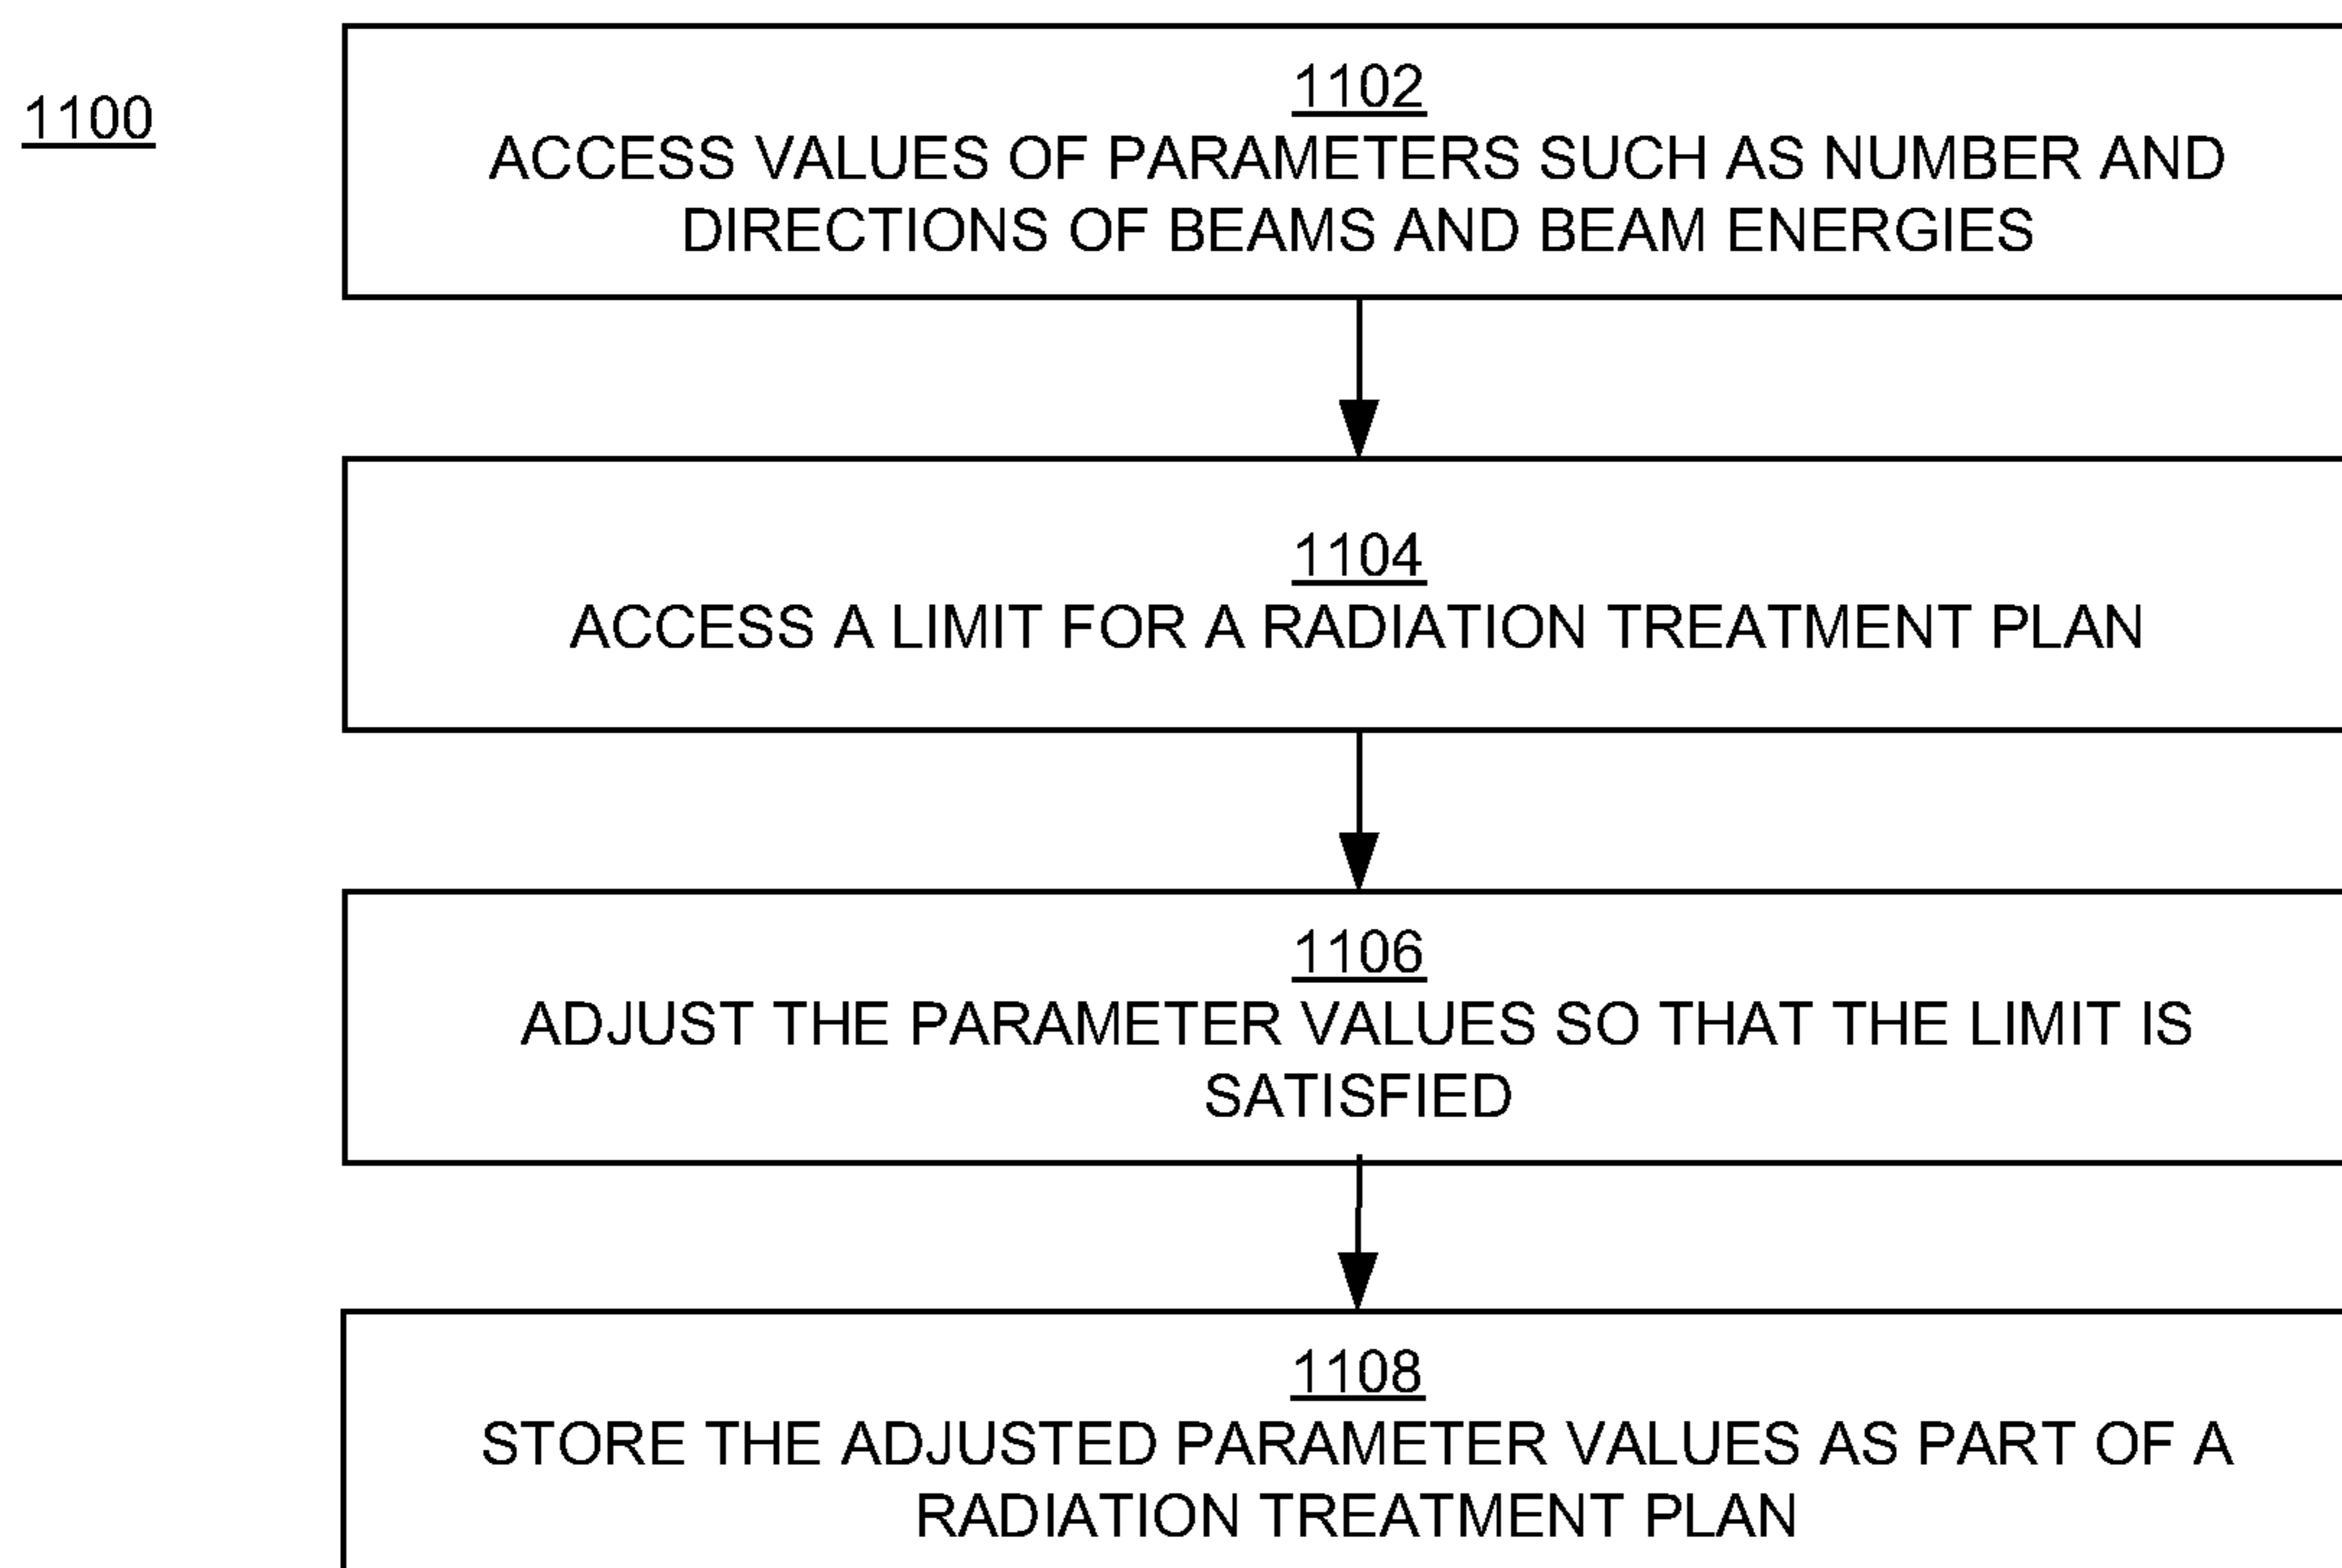 1100
1102
ACCESS VALUES OF PARAMETERS SUCH AS NUMBER AND
DIRECTIONS OF BEAMS AND BEAM ENERGIES
1104
ACCESS A LIMIT FOR A RADIATION TREATMENT PLAN
1106
ADJUST THE PARAMETER VALUES SO THAT THE LIMIT IS
SATISFIED
1108
STORE THE ADJUSTED PARAMETER VALUES AS PART OF A
RADIATION TREATMENT PLAN